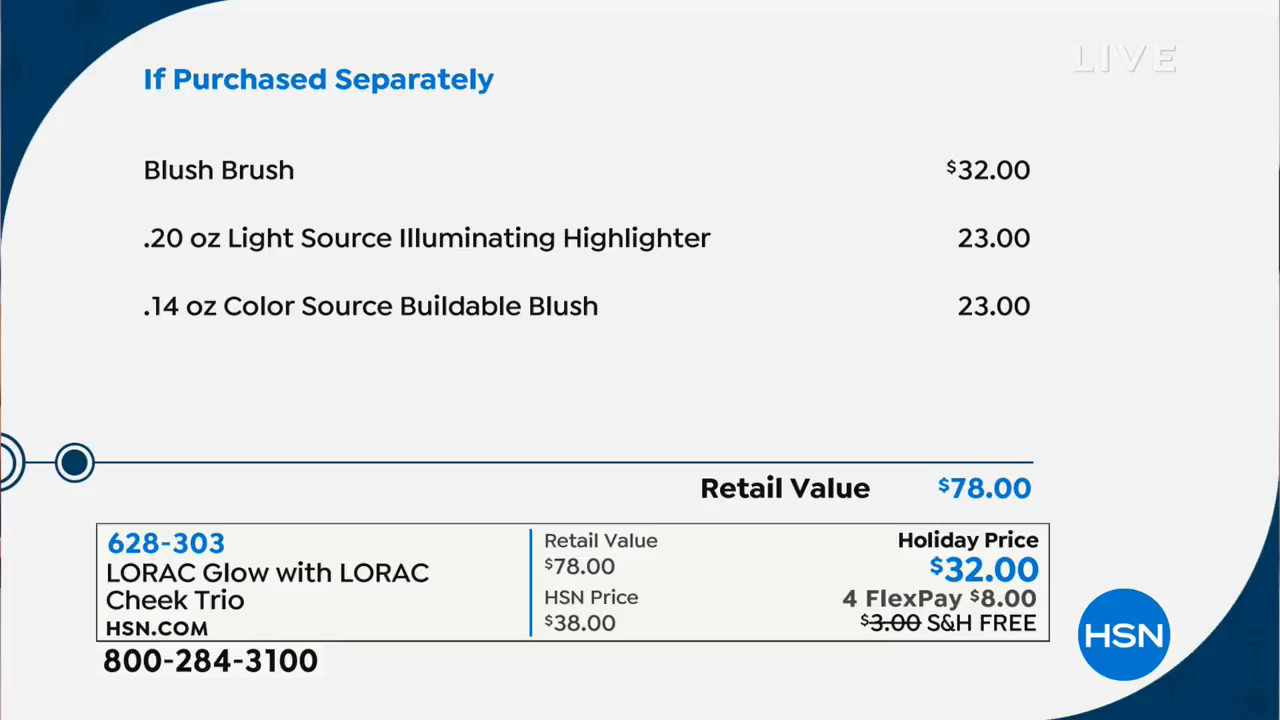 LIVE
If Purchased Separately
Blush Brush $32.00
.20 oz Light Source Illuminating Highlighter 23.00
.14 oz Color Source Buildable Blush 23.00
Retail Value $78.00
628-303
LORAC Glow with LORAC
Cheek Trio
HSN.COM
Retail Value
$78.00
HSN Price
$38.00
Holiday Price
$32.00
4 FlexPay $8.00
$3.00 S&H FREE
800-284-3100
HSN